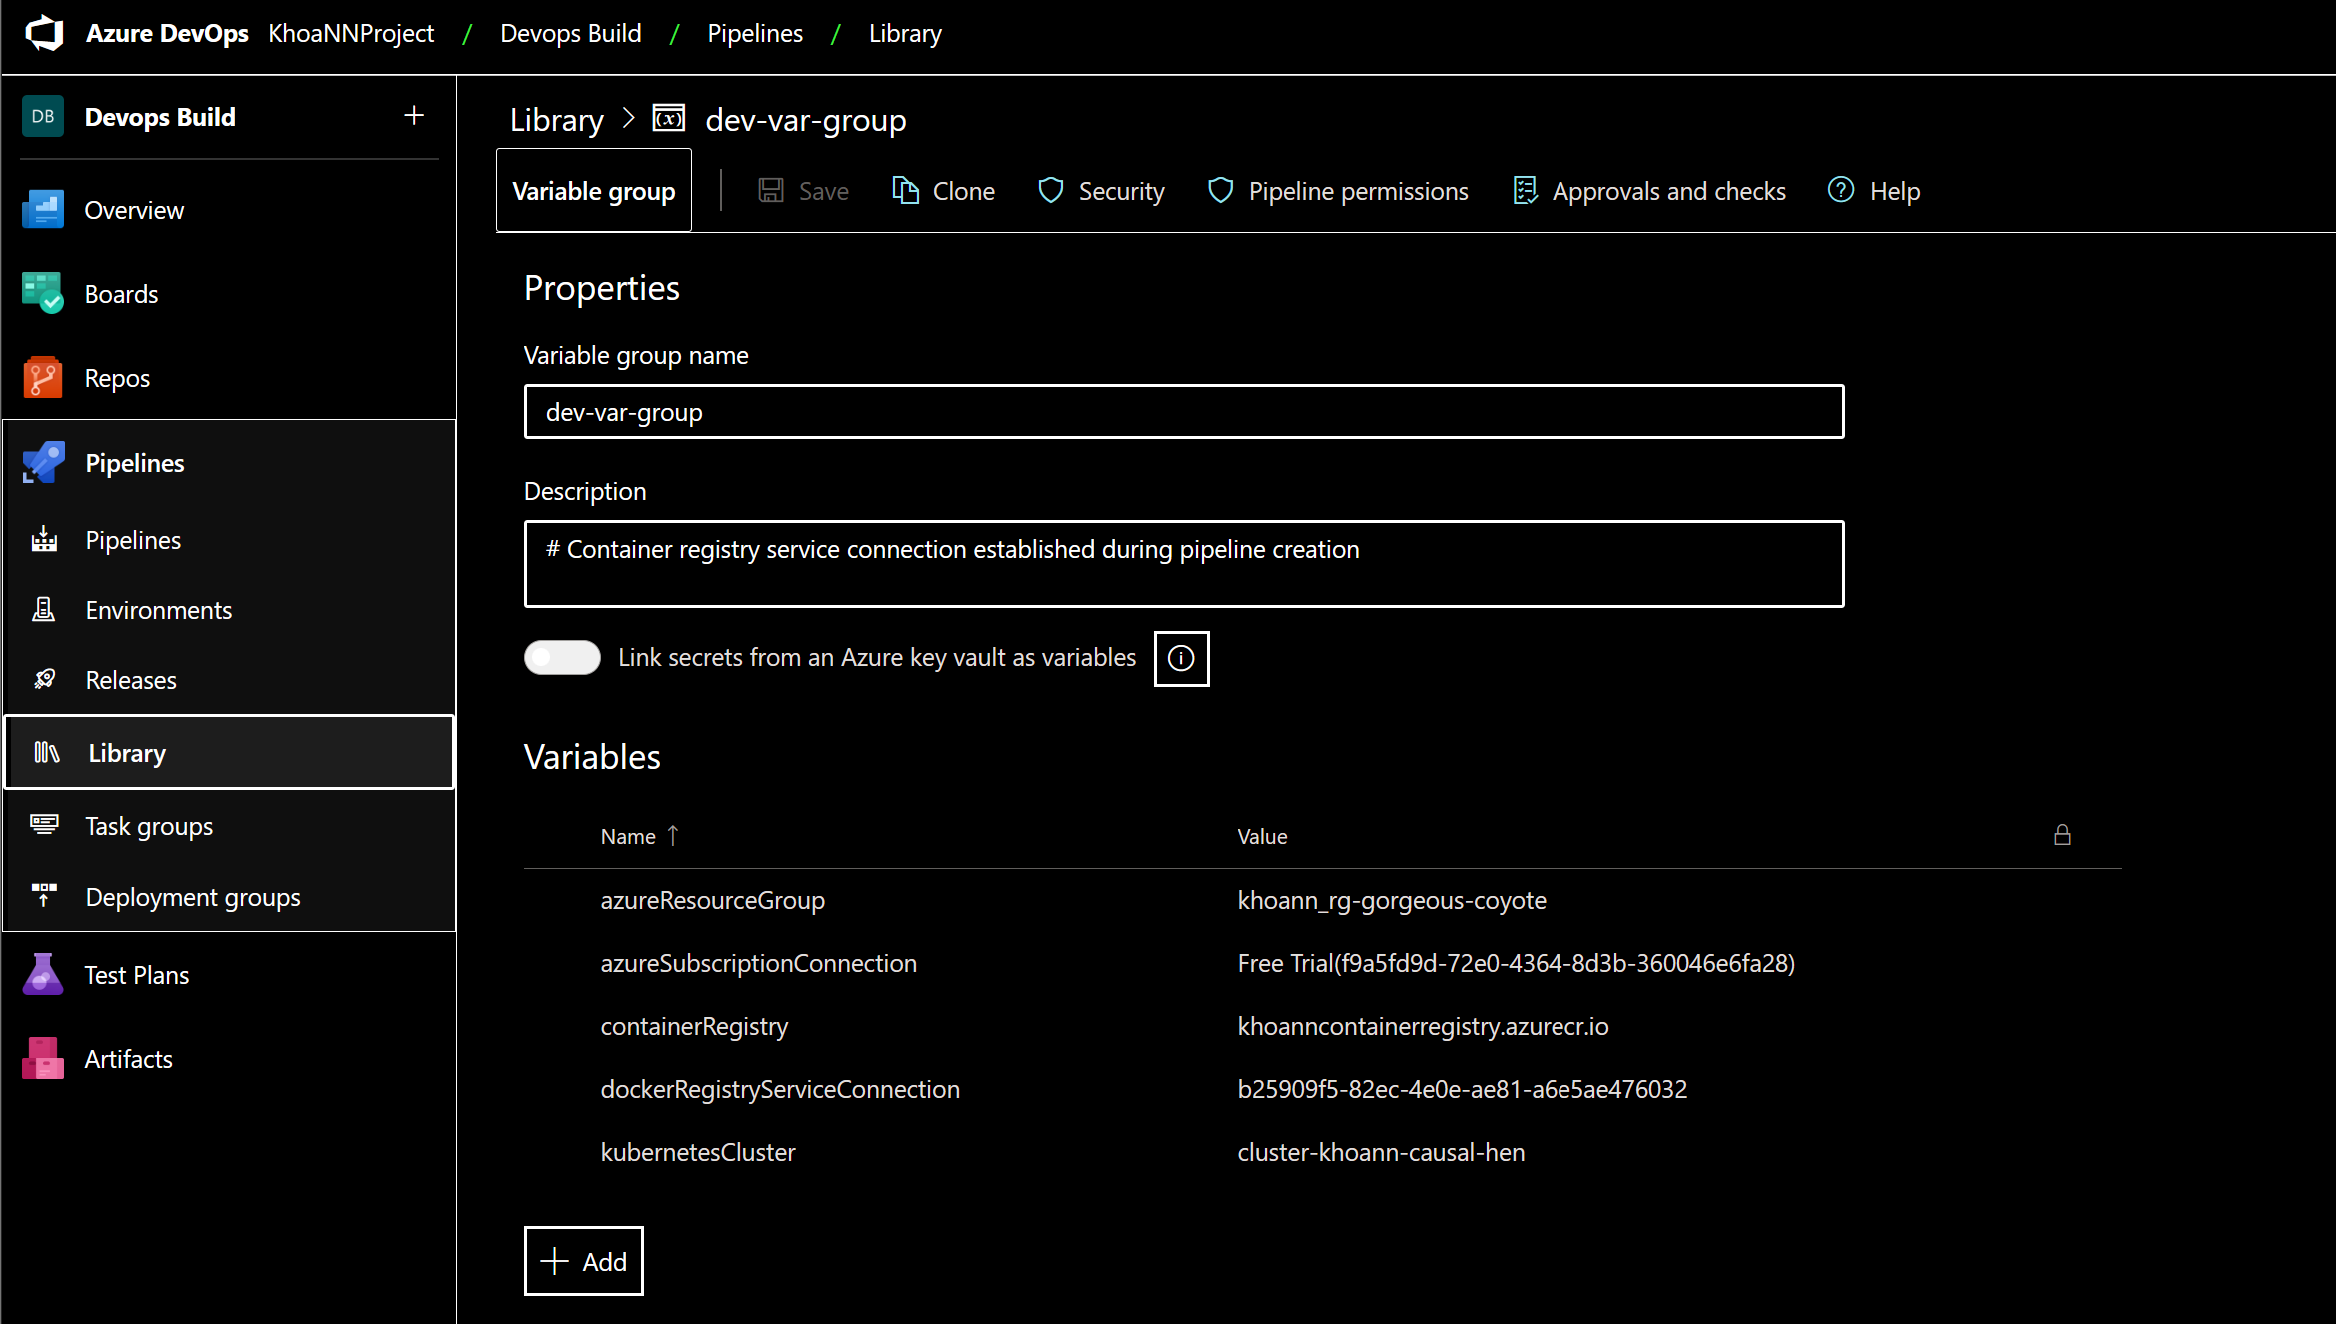 Azure DevOps KhoaNNProject / Devops Build / Pipelines / Library
DB Devops Build
Overview
Boards
Repos
Pipelines
Pipelines
Environments
Releases
Library
Task groups
Deployment groups
Test Plans
Artifacts
Library > (x) dev-var-group
Variable group | Save Clone Security Pipeline permissions Approvals and checks Help
Properties
Variable group name
dev-var-group
Description
# Container registry service connection established during pipeline creation
Link secrets from an Azure key vault as variables
Variables
Name ↑ Value
azureResourceGroup khoann_rg-gorgeous-coyote
azureSubscriptionConnection Free Trial(f9a5fd9d-72e0-4364-8d3b-360046e6fa28)
containerRegistry khoanncontainerregistry.azurecr.io
dockerRegistryServiceConnection b25909f5-82ec-4e0e-ae81-a6e5ae476032
kubernetesCluster cluster-khoann-causal-hen
+ Add